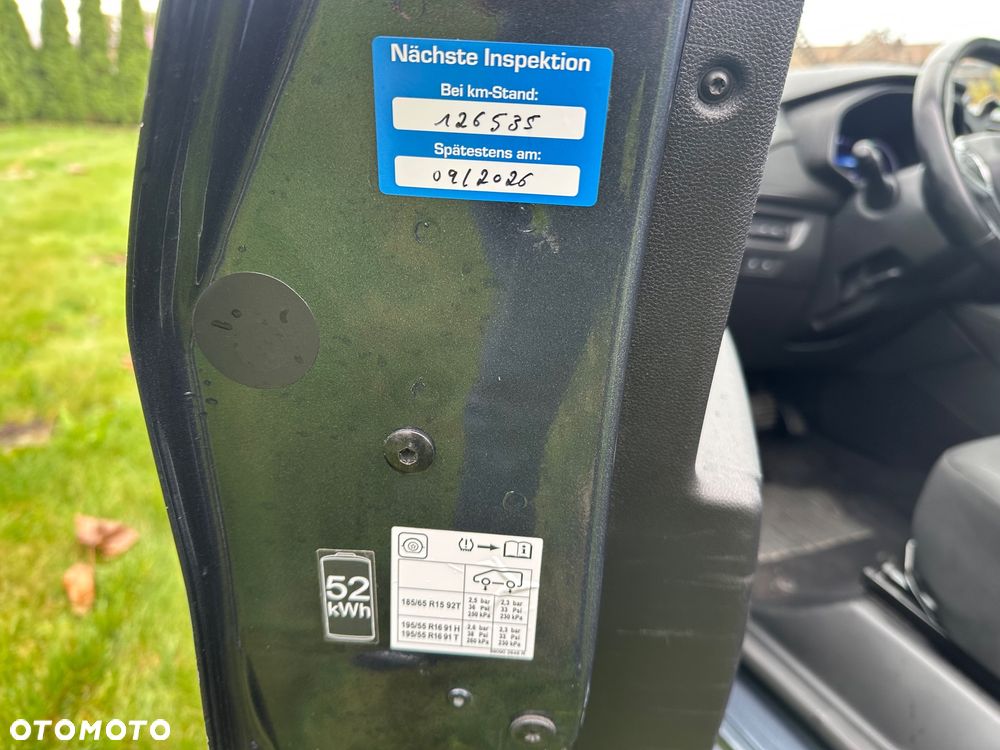 Nächste Inspektion
Bei km-Stand:
126535
Spätestens am:
09/2026
52
kWh
185/65 R15 92T
2,5 bar
36 Psi
250 kPa
2,3 bar
33 Psi
230 kPa
195/55 R16 91 H
195/55 R16 91 T
2,6 bar
38 Psi
260 kPa
2,3 bar
33 Psi
230 kPa
OTOMOTO